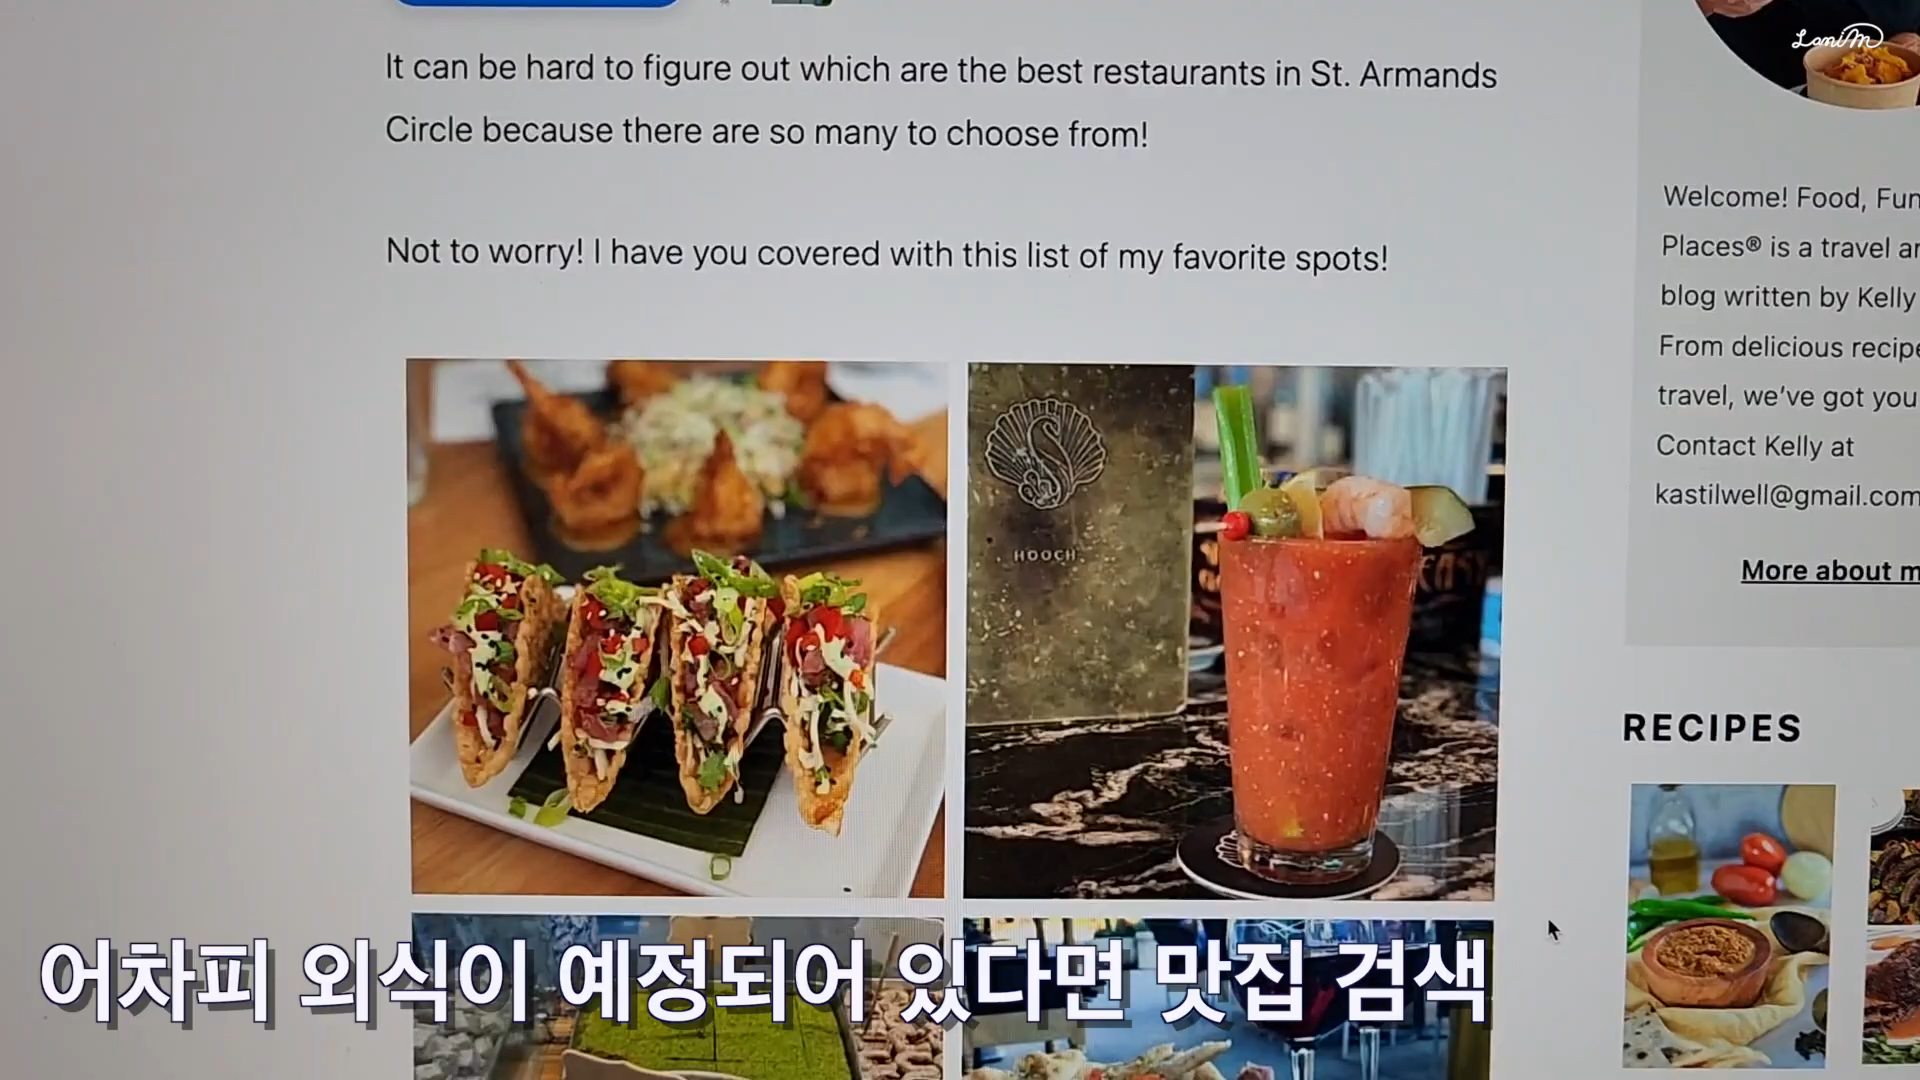 LaniM
It can be hard to figure out which are the best restaurants in St. Armands
Circle because there are so many to choose from!
Not to worry! I have you covered with this list of my favorite spots!
Welcome! Food, Fun
Places® is a travel
blog written by Kelly
From delicious
travel, we've got you
Contact Kelly at
kastilwell@gmail.com
More about
HOOCH
RECIPES
어차피 외식이 예정되어 있다면 맛집 검색